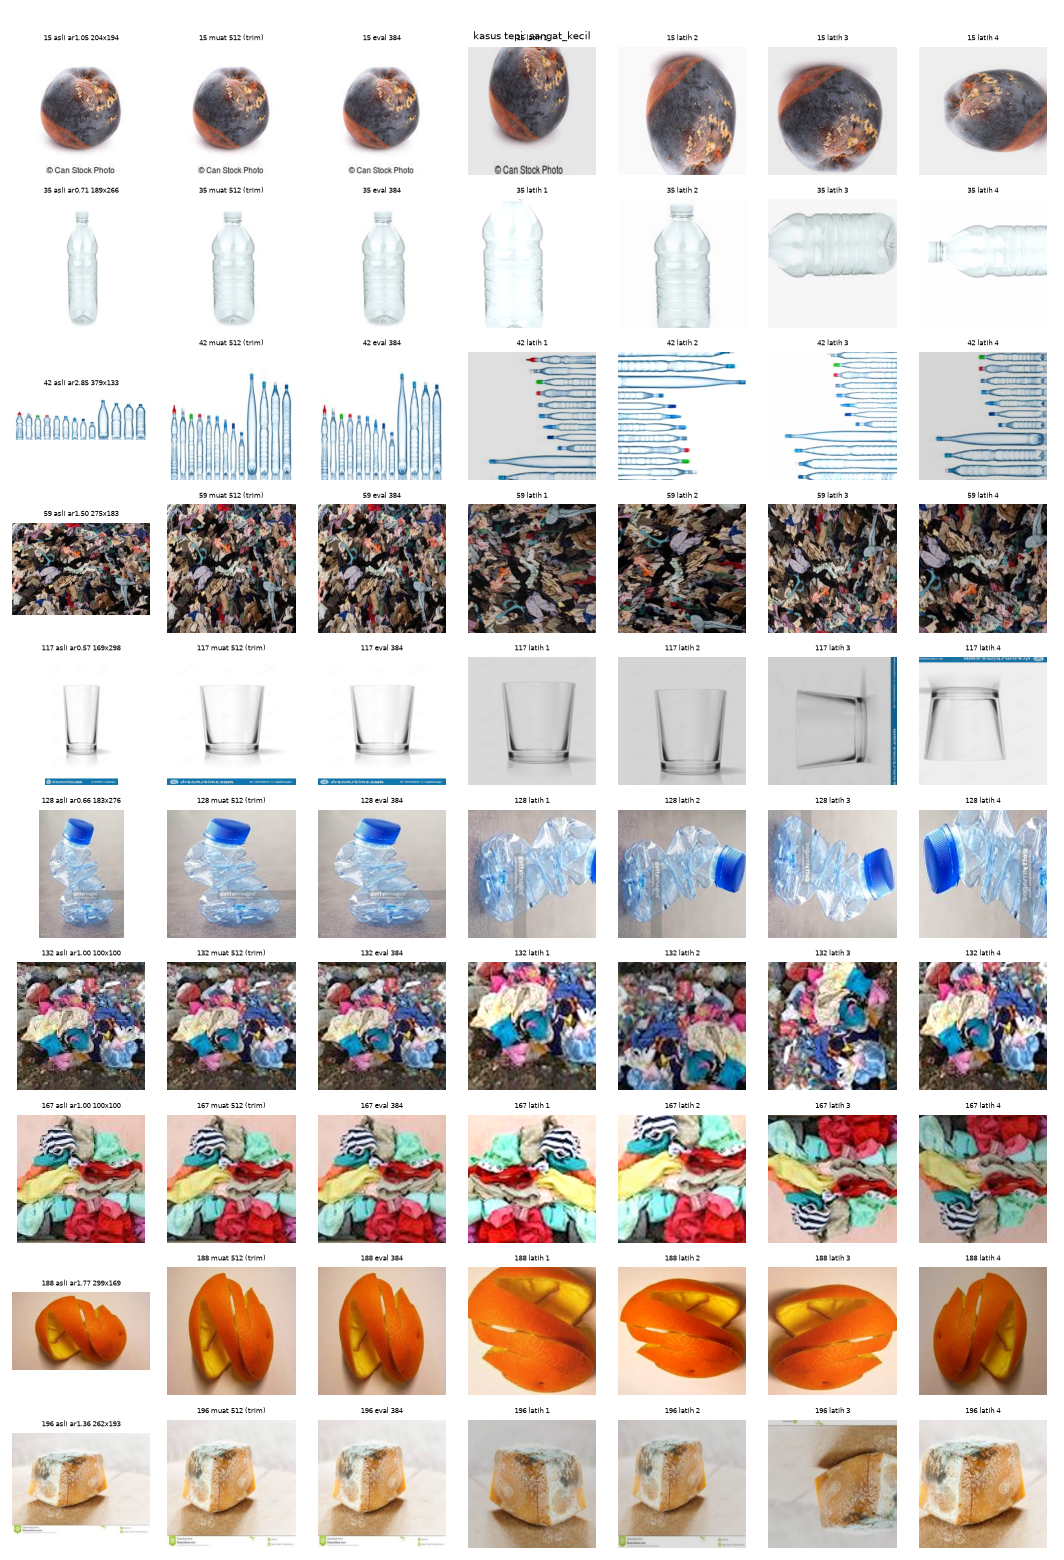 kasus tepi: sangat_kecil
15 asli ar1.05 204x194
15 muat 512 (trim)
15 eval 384
15 latih 1
15 latih 2
15 latih 3
15 latih 4
© Can Stock Photo
© Can Stock Photo
© Can Stock Photo
© Can Stock Photo
35 asli ar0.71 189x266
35 muat 512 (trim)
35 eval 384
35 latih 1
35 latih 2
35 latih 3
35 latih 4
42 asli ar2.85 379x133
42 muat 512 (trim)
42 eval 384
42 latih 1
42 latih 2
42 latih 3
42 latih 4
59 asli ar1.50 275x183
59 muat 512 (trim)
59 eval 384
59 latih 1
59 latih 2
59 latih 3
59 latih 4
117 asli ar0.57 169x298
117 muat 512 (trim)
117 eval 384
117 latih 1
117 latih 2
117 latih 3
117 latih 4
dreamstime.com
dreamstime.com
dreamstime.com
128 asli ar0.66 183x276
128 muat 512 (trim)
128 eval 384
128 latih 1
128 latih 2
128 latih 3
128 latih 4
gettyimages
gettyimages
132 asli ar1.00 100x100
132 muat 512 (trim)
132 eval 384
132 latih 1
132 latih 2
132 latih 3
132 latih 4
167 asli ar1.00 100x100
167 muat 512 (trim)
167 eval 384
167 latih 1
167 latih 2
167 latih 3
167 latih 4
188 asli ar1.77 299x169
188 muat 512 (trim)
188 eval 384
188 latih 1
188 latih 2
188 latih 3
188 latih 4
196 asli ar1.36 262x193
196 muat 512 (trim)
196 eval 384
196 latih 1
196 latih 2
196 latih 3
196 latih 4